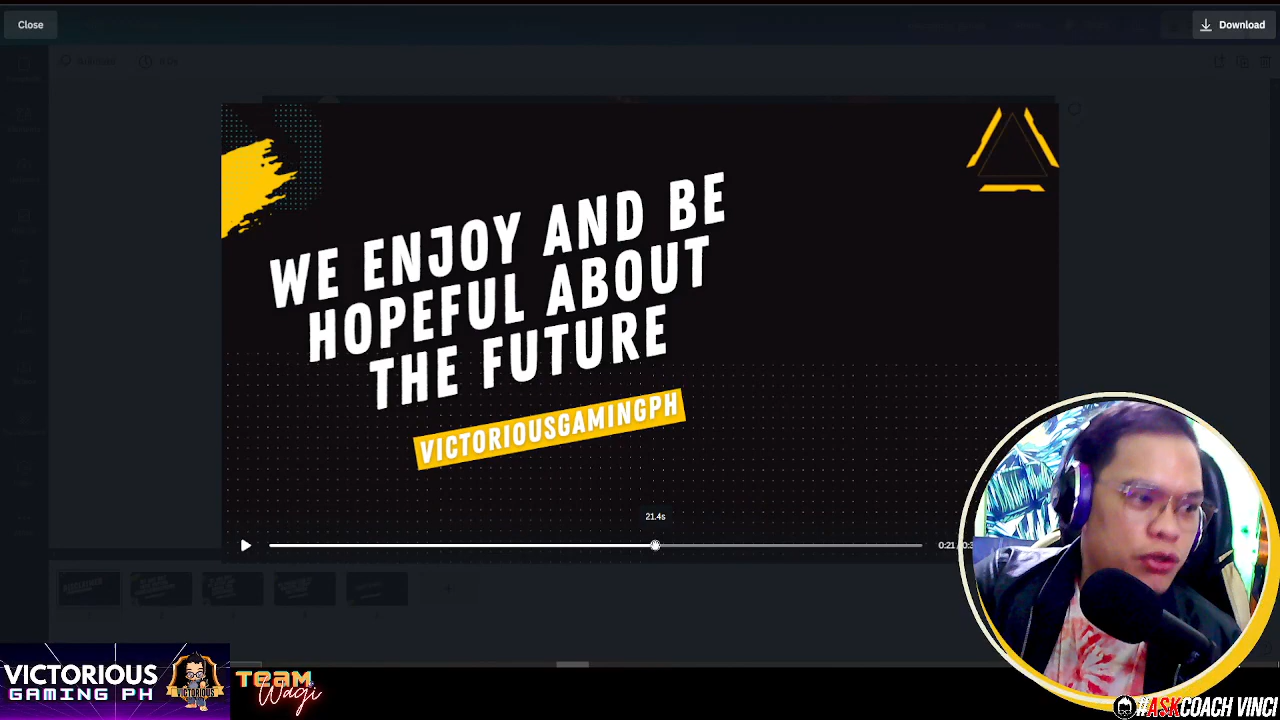 Close
Download
WE ENJOY AND BE
HOPEFUL ABOUT
THE FUTURE
VICTORIOUSGAMINGPH
21.4s
VICTORIOUS
GAMING PH
VICTORIOUS
TEAM
Wagi
#ASKCOACH VINCI